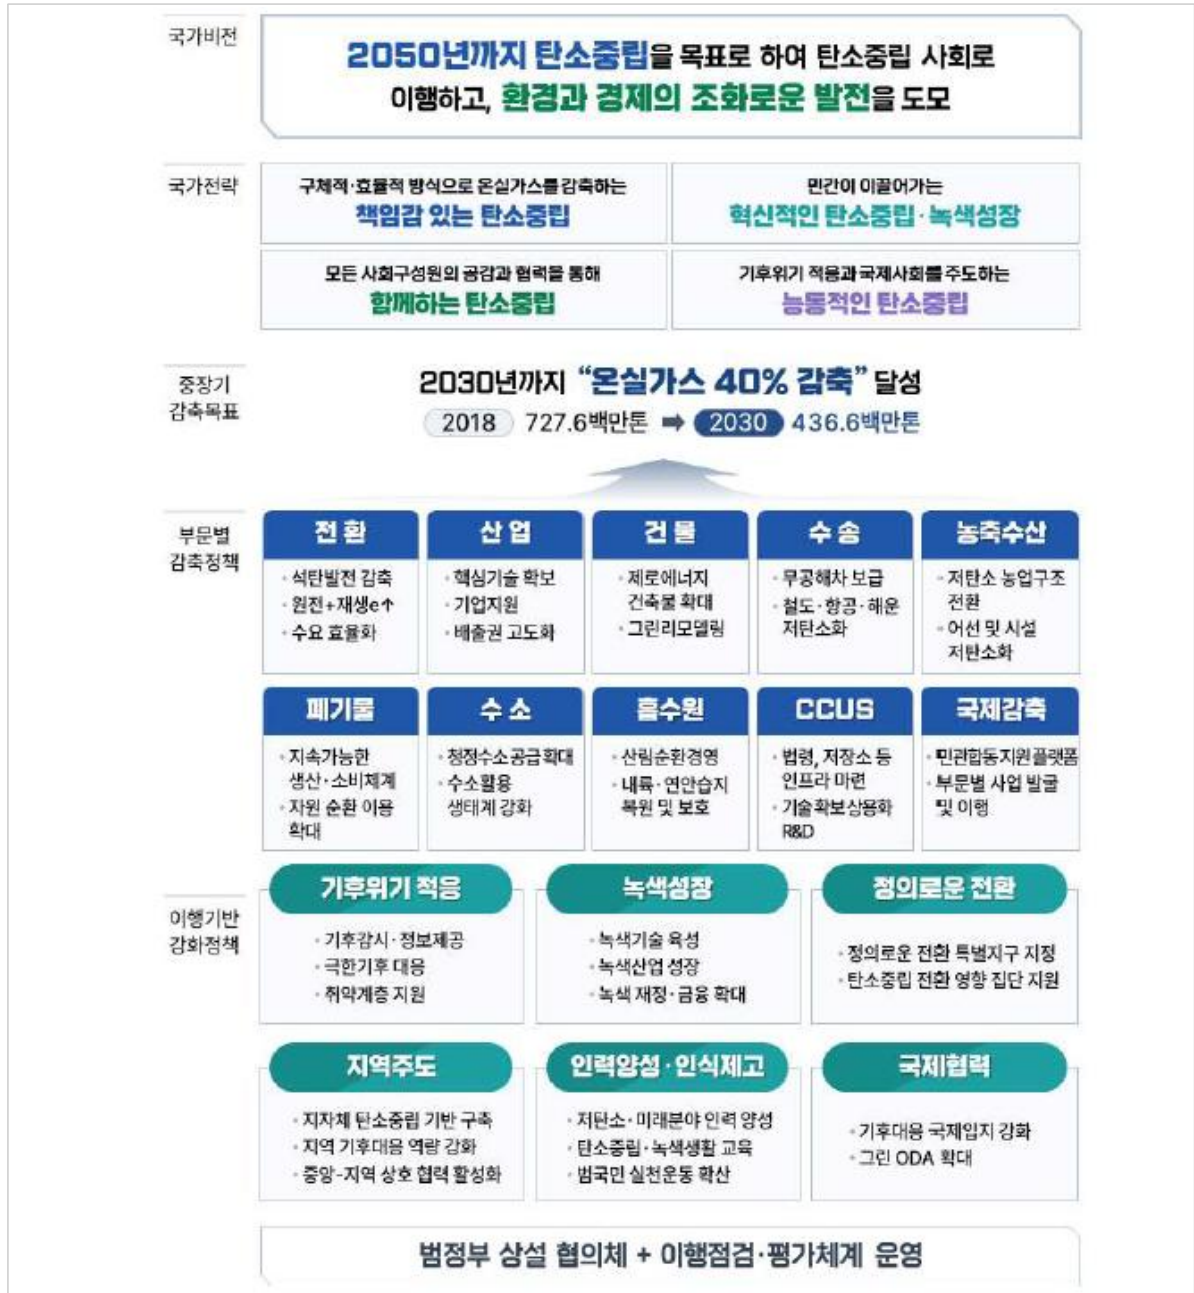 국가비전
2050년까지 탄소중립을 목표로 하여 탄소중립 사회로
이행하고, 환경과 경제의 조화로운 발전을 도모
국가전략
구체적·효율적 방식으로 온실가스를 감축하는
책임감 있는 탄소중립
민간이 이끌어가는
혁신적인 탄소중립·녹색성장
모든 사회구성원의 공감과 협력을 통해
함께하는 탄소중립
기후위기 적응과 국제사회를 주도하는
능동적인 탄소중립
중장기
감축목표
2030년까지 “온실가스 40% 감축” 달성
2018 727.6백만톤 ➡ 2030 436.6백만톤
부문별
감축정책
전환
· 석탄발전 감축
· 원전+재생e↑
· 수요 효율화
산업
· 핵심기술 확보
· 기업지원
· 배출권 고도화
건물
· 제로에너지
건축물 확대
· 그린리모델링
수송
· 무공해차 보급
· 철도·항공·해운
저탄소화
농축수산
· 저탄소 농업구조
전환
· 어선 및 시설
저탄소화
폐기물
· 지속가능한
생산·소비체계
· 자원 순환 이용
확대
수소
· 청정수소공급확대
· 수소활용
생태계 강화
흡수원
· 산림순환경영
· 내륙·연안습지
복원 및 보호
CCUS
· 법령, 저장소 등
인프라 마련
· 기술확보상용화
R&D
국제감축
· 민관합동지원플랫폼
· 부문별 사업 발굴
및 이행
이행기반
강화정책
기후위기 적응
· 기후감시·정보제공
· 극한기후 대응
· 취약계층 지원
녹색성장
· 녹색기술 육성
· 녹색산업 성장
· 녹색 재정·금융 확대
정의로운 전환
· 정의로운 전환 특별지구 지정
· 탄소중립 전환 영향 집단 지원
지역주도
· 지자체 탄소중립 기반 구축
· 지역 기후대응 역량 강화
· 중앙-지역 상호 협력 활성화
인력양성·인식제고
· 저탄소·미래분야 인력 양성
· 탄소중립·녹색생활 교육
· 범국민 실천운동 확산
국제협력
· 기후대응 국제입지 강화
· 그린 ODA 확대
범정부 상설 협의체 + 이행점검·평가체계 운영